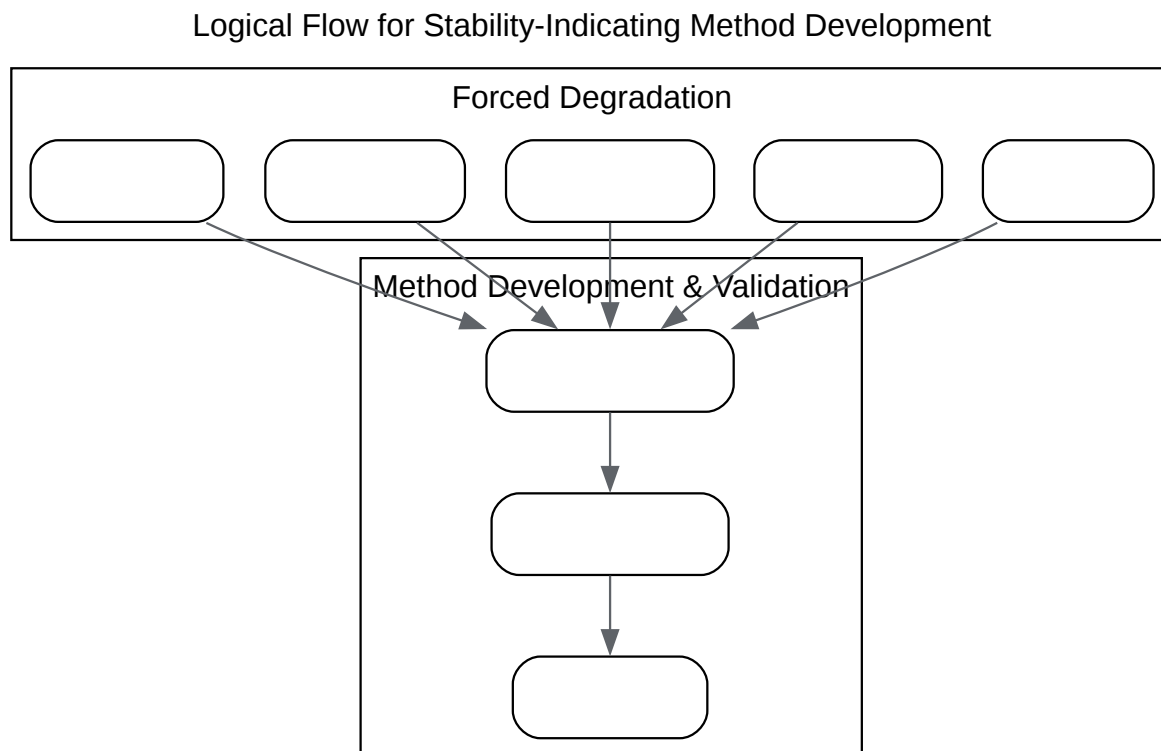 Logical Flow for Stability-Indicating Method Development
Forced Degradation
Method Development & Validation